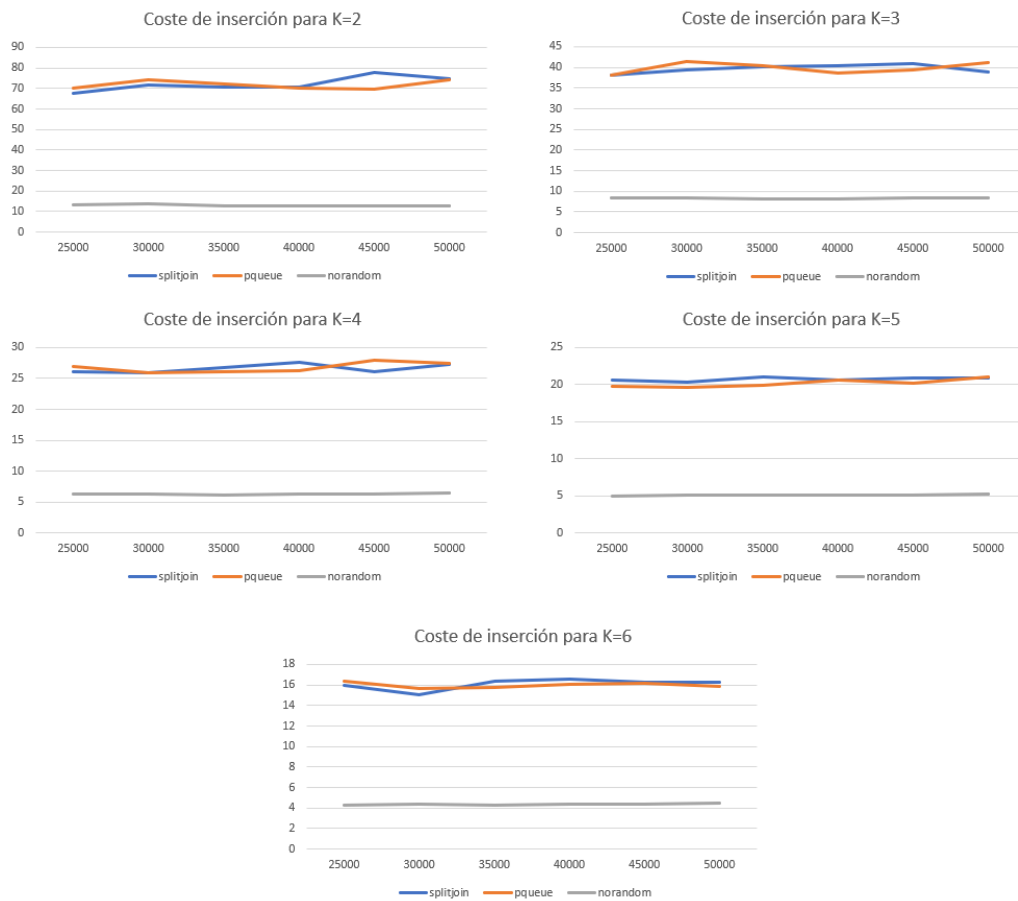 Coste de inserción para K=2
90
80
70
60
50
40
30
20
10
0
25000 30000 35000 40000 45000 50000
splitjoin pqueue norandom
Coste de inserción para K=3
45
40
35
30
25
20
15
10
5
0
25000 30000 35000 40000 45000 50000
splitjoin pqueue norandom
Coste de inserción para K=4
30
25
20
15
10
5
0
25000 30000 35000 40000 45000 50000
splitjoin pqueue norandom
Coste de inserción para K=5
25
20
15
10
5
0
25000 30000 35000 40000 45000 50000
splitjoin pqueue norandom
Coste de inserción para K=6
18
16
14
12
10
8
6
4
2
0
25000 30000 35000 40000 45000 50000
splitjoin pqueue norandom